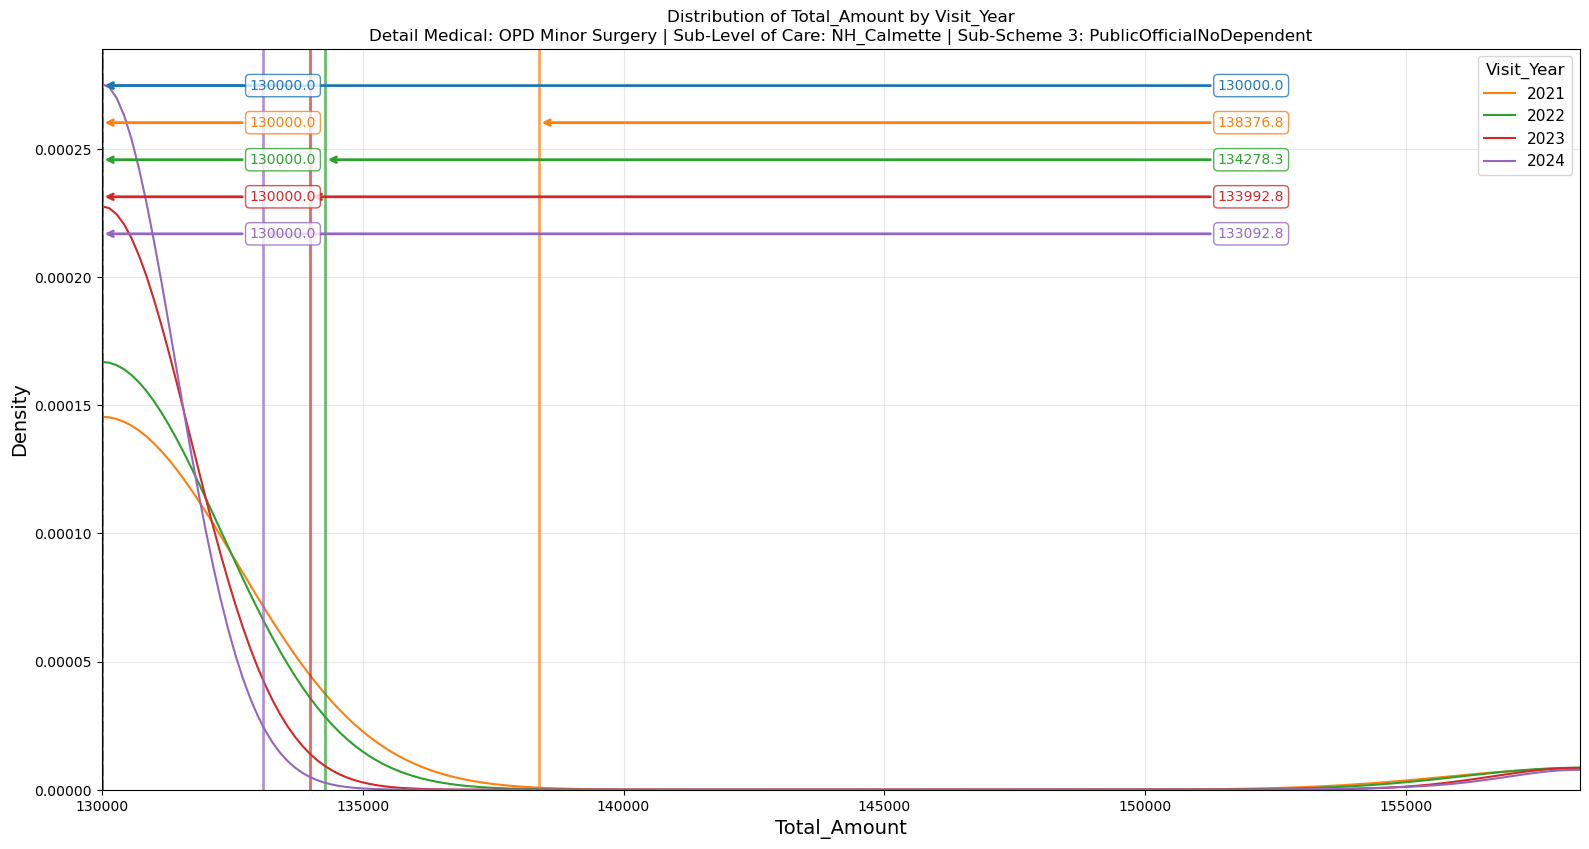 Distribution of Total_Amount by Visit_Year
Detail Medical: OPD Minor Surgery | Sub-Level of Care: NH_Calmette | Sub-Scheme 3: PublicOfficialNoDependent
Visit_Year
2021
2022
2023
2024
130000.0 130000.0
130000.0 138376.8
130000.0 134278.3
130000.0 133992.8
130000.0 133092.8
Density
0.00025
0.00020
0.00015
0.00010
0.00005
0.00000
130000 135000 140000 145000 150000 155000
Total_Amount